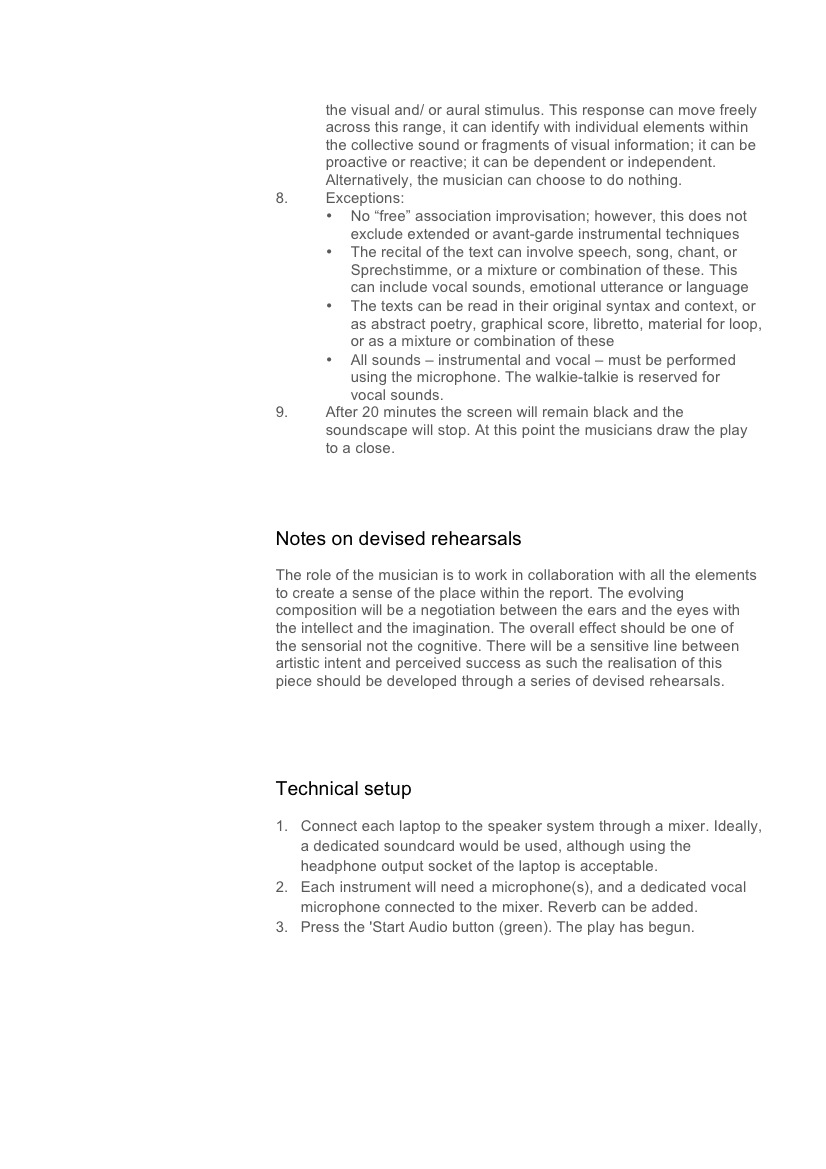 the visual and/ or aural stimulus. This response can move freely
across this range, it can identify with individual elements within
the collective sound or fragments of visual information; it can be
proactive or reactive; it can be dependent or independent.
Alternatively, the musician can choose to do nothing.
8. Exceptions:
• No “free” association improvisation; however, this does not
exclude extended or avant-garde instrumental techniques
• The recital of the text can involve speech, song, chant, or
Sprechstimme, or a mixture or combination of these. This
can include vocal sounds, emotional utterance or language
• The texts can be read in their original syntax and context, or
as abstract poetry, graphical score, libretto, material for loop,
or as a mixture or combination of these
• All sounds – instrumental and vocal – must be performed
using the microphone. The walkie-talkie is reserved for
vocal sounds.
9. After 20 minutes the screen will remain black and the
soundscape will stop. At this point the musicians draw the play
to a close.
Notes on devised rehearsals
The role of the musician is to work in collaboration with all the elements
to create a sense of the place within the report. The evolving
composition will be a negotiation between the ears and the eyes with
the intellect and the imagination. The overall effect should be one of
the sensorial not the cognitive. There will be a sensitive line between
artistic intent and perceived success as such the realisation of this
piece should be developed through a series of devised rehearsals.
Technical setup
1. Connect each laptop to the speaker system through a mixer. Ideally,
a dedicated soundcard would be used, although using the
headphone output socket of the laptop is acceptable.
2. Each instrument will need a microphone(s), and a dedicated vocal
microphone connected to the mixer. Reverb can be added.
3. Press the 'Start Audio button (green). The play has begun.